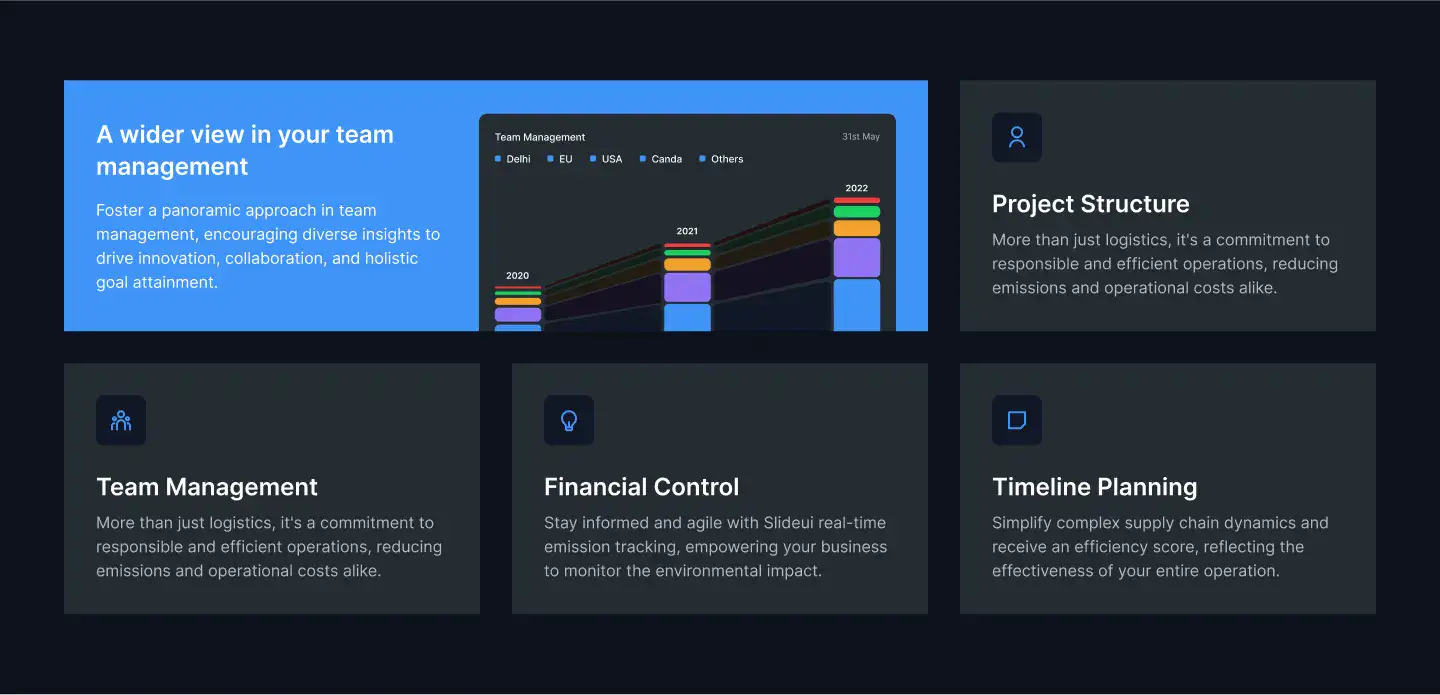 A wider view in your team
management
Foster a panoramic approach in team
management, encouraging diverse insights to
drive innovation, collaboration, and holistic
goal attainment.
Team Management
31st May
Delhi EU USA Canda Others
2020
2021
2022
Project Structure
More than just logistics, it's a commitment to
responsible and efficient operations, reducing
emissions and operational costs alike.
Team Management
More than just logistics, it's a commitment to
responsible and efficient operations, reducing
emissions and operational costs alike.
Financial Control
Stay informed and agile with Slideui real-time
emission tracking, empowering your business
to monitor the environmental impact.
Timeline Planning
Simplify complex supply chain dynamics and
receive an efficiency score, reflecting the
effectiveness of your entire operation.